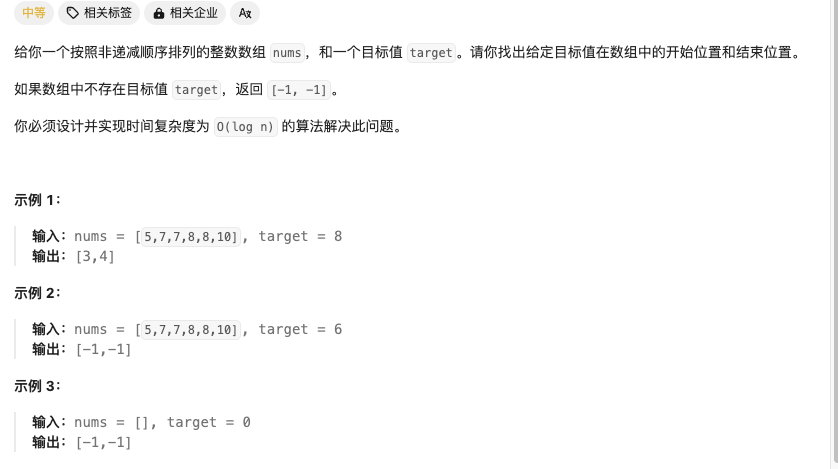 中等 相关标签 相关企业 A文
给你一个按照非递减顺序排列的整数数组 nums，和一个目标值 target。请你找出给定目标值在数组中的开始位置和结束位置。
如果数组中不存在目标值 target，返回 [-1, -1]。
你必须设计并实现时间复杂度为 O(log n) 的算法解决此问题。
示例 1：
输入：nums = [5,7,7,8,8,10], target = 8
输出：[3,4]
示例 2：
输入：nums = [5,7,7,8,8,10], target = 6
输出：[-1,-1]
示例 3：
输入：nums = [], target = 0
输出：[-1,-1]